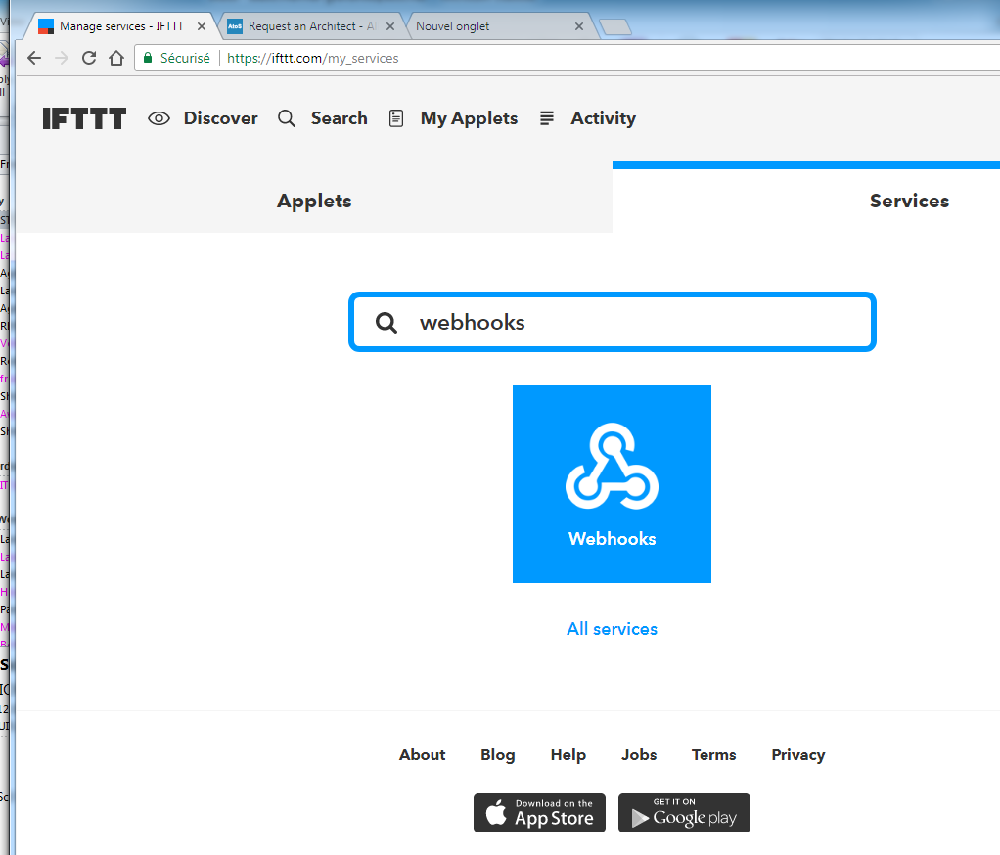 Manage services - IFTTT
AtoS Request an Architect - A
Nouvel onglet
Sécurisé https://ifttt.com/my_services
IFTTT Discover Search My Applets Activity
Applets Services
webhooks
Webhooks
All services
About Blog Help Jobs Terms Privacy
Download on the
App Store
GET IT ON
Google play